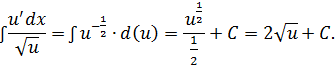 ∫ u′dx / √u = ∫ u^(-1/2) · d(u) = u^(1/2) / (1/2) + C = 2√u + C.